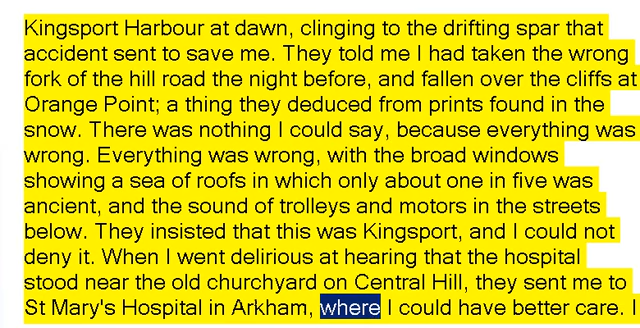 Kingsport Harbour at dawn, clinging to the drifting spar that
accident sent to save me. They told me I had taken the wrong
fork of the hill road the night before, and fallen over the cliffs at
Orange Point; a thing they deduced from prints found in the
snow. There was nothing I could say, because everything was
wrong. Everything was wrong, with the broad windows
showing a sea of roofs in which only about one in five was
ancient, and the sound of trolleys and motors in the streets
below. They insisted that this was Kingsport, and I could not
deny it. When I went delirious at hearing that the hospital
stood near the old churchyard on Central Hill, they sent me to
St Mary's Hospital in Arkham, where I could have better care. I